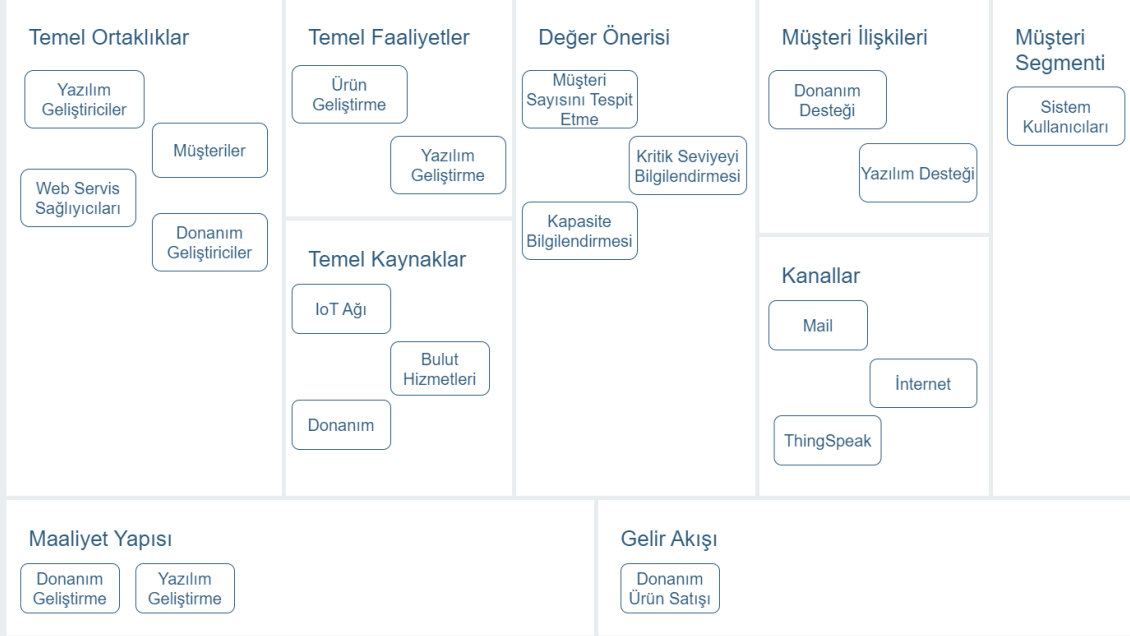 Temel Ortaklıklar
Yazılım
Geliştiriciler
Müşteriler
Web Servis
Sağlıyıcıları
Donanım
Geliştiriciler
Temel Faaliyetler
Ürün
Geliştirme
Yazılım
Geliştirme
Temel Kaynaklar
IoT Ağı
Bulut
Hizmetleri
Donanım
Değer Önerisi
Müşteri
Sayısını Tespit
Etme
Kritik Seviyeyi
Bilgilendirmesi
Kapasite
Bilgilendirmesi
Müşteri İlişkileri
Donanım
Desteği
Yazılım Desteği
Kanallar
Mail
İnternet
ThingSpeak
Müşteri
Segmenti
Sistem
Kullanıcıları
Maaliyet Yapısı
Donanım
Geliştirme
Yazılım
Geliştirme
Gelir Akışı
Donanım
Ürün Satışı